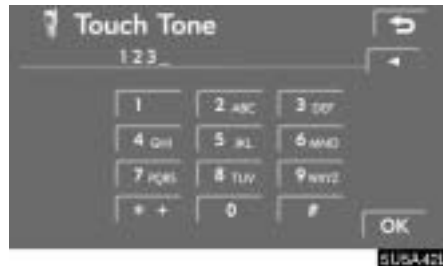 Touch Tone
123_
1 2 ABC 3 DEF
4 GHI 5 JKL 6 MNO
7 PQRS 8 TUV 9 WXYZ
* + 0 #
OK